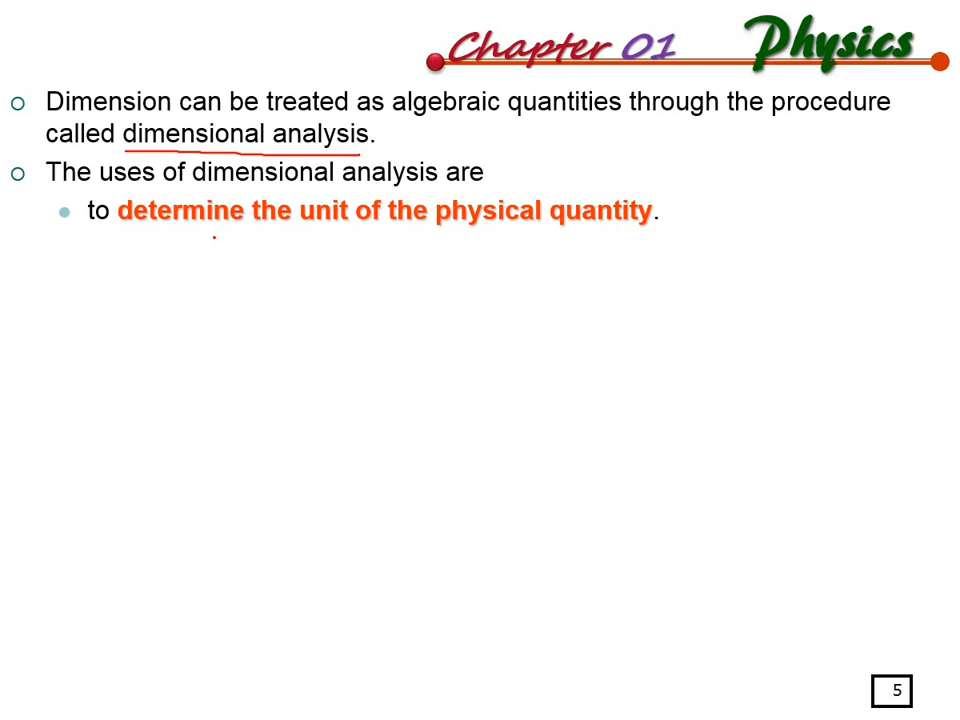 Chapter 01 Physics
○ Dimension can be treated as algebraic quantities through the procedure
called dimensional analysis.
○ The uses of dimensional analysis are
● to determine the unit of the physical quantity.
5